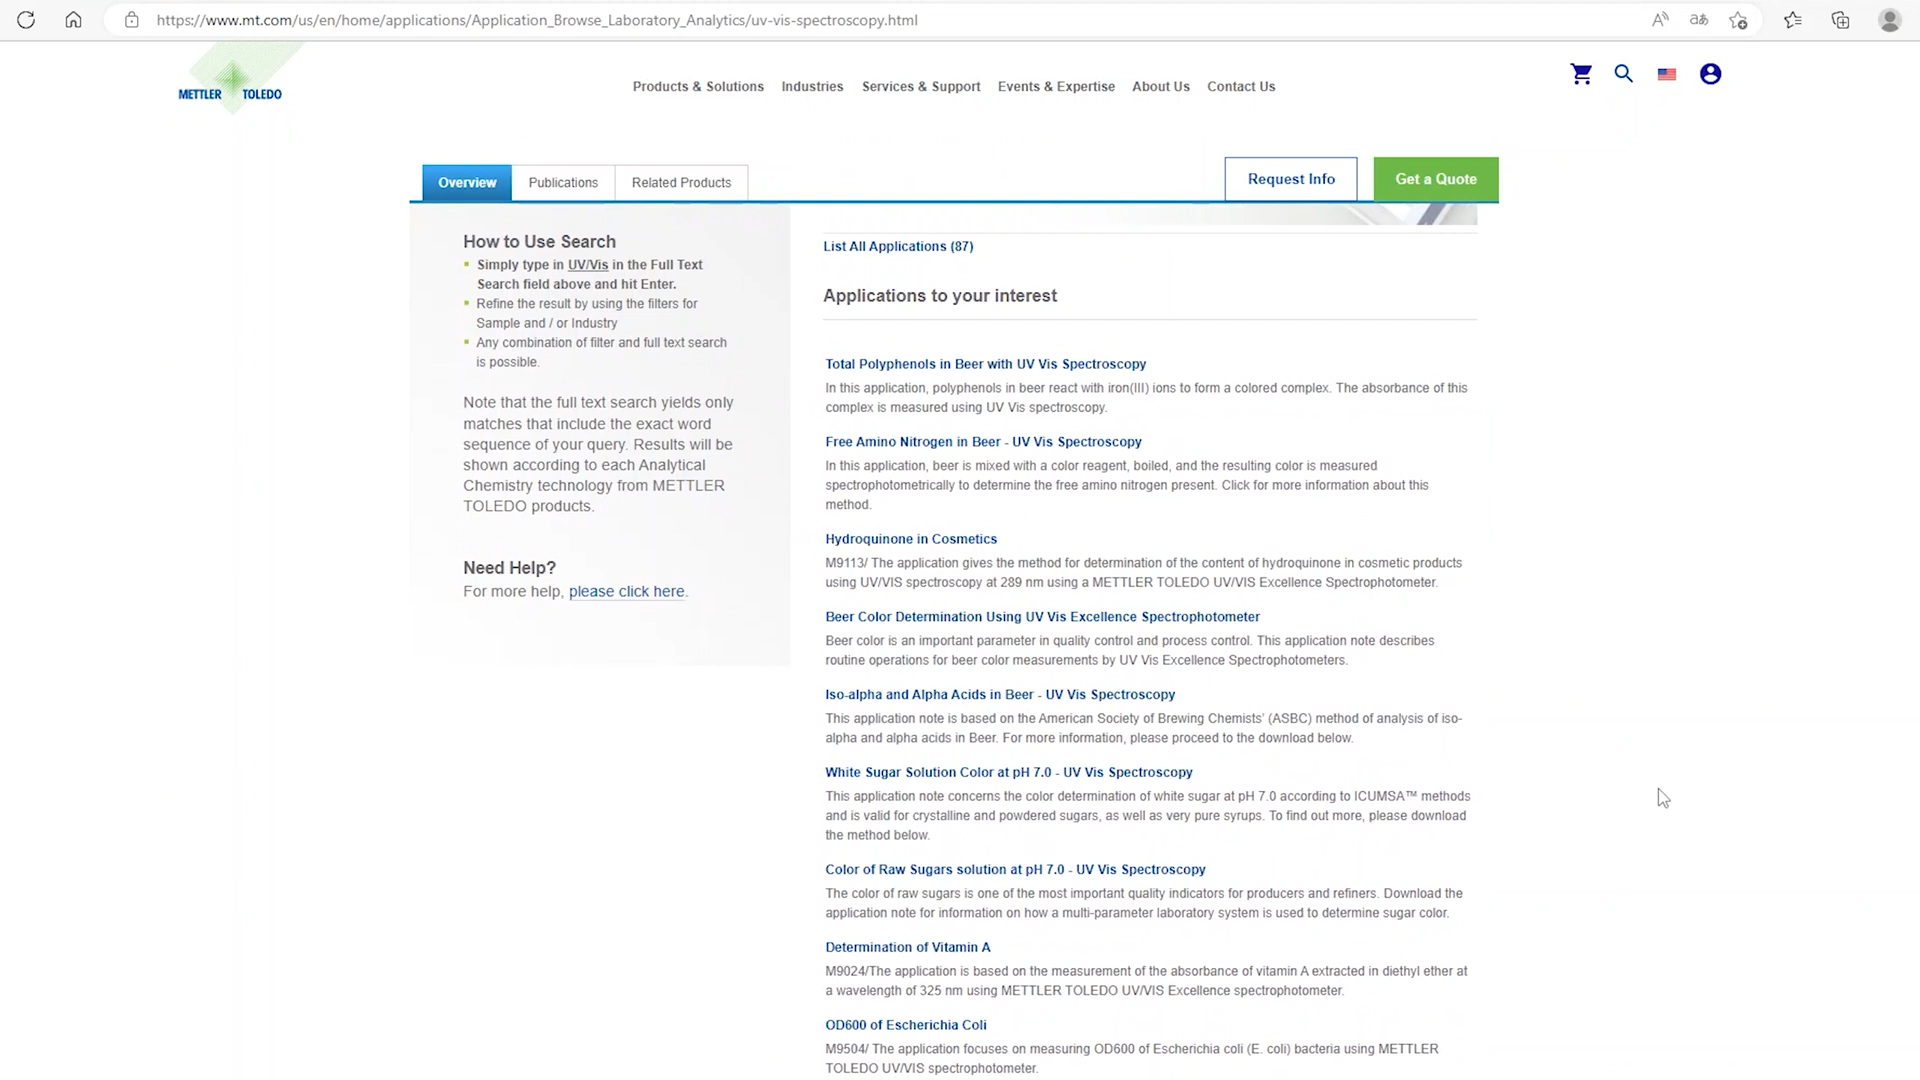 https://www.mt.com/us/en/home/applications/Application_Browse_Laboratory_Analytics/uv-vis-spectroscopy.html
METTLER TOLEDO
Products & Solutions Industries Services & Support Events & Expertise About Us Contact Us
Overview Publications Related Products Request Info Get a Quote
How to Use Search
Simply type in UV/Vis in the Full Text
Search field above and hit Enter.
Refine the result by using the filters for
Sample and / or Industry
Any combination of filter and full text search
is possible.
Note that the full text search yields only
matches that include the exact word
sequence of your query. Results will be
shown according to each Analytical
Chemistry technology from METTLER
TOLEDO products.
Need Help?
For more help, please click here.
List All Applications (87)
Applications to your interest
Total Polyphenols in Beer with UV Vis Spectroscopy
In this application, polyphenols in beer react with iron(III) ions to form a colored complex. The absorbance of this
complex is measured using UV Vis spectroscopy.
Free Amino Nitrogen in Beer - UV Vis Spectroscopy
In this application, beer is mixed with a color reagent, boiled, and the resulting color is measured
spectrophotometrically to determine the free amino nitrogen present. Click for more information about this
method.
Hydroquinone in Cosmetics
M9113/ The application gives the method for determination of the content of hydroquinone in cosmetic products
using UV/VIS spectroscopy at 289 nm using a METTLER TOLEDO UV/VIS Excellence Spectrophotometer.
Beer Color Determination Using UV Vis Excellence Spectrophotometer
Beer color is an important parameter in quality control and process control. This application note describes
routine operations for beer color measurements by UV Vis Excellence Spectrophotometers.
Iso-alpha and Alpha Acids in Beer - UV Vis Spectroscopy
This application note is based on the American Society of Brewing Chemists' (ASBC) method of analysis of iso-
alpha and alpha acids in Beer. For more information, please proceed to the download below.
White Sugar Solution Color at pH 7.0 - UV Vis Spectroscopy
This application note concerns the color determination of white sugar at pH 7.0 according to ICUMSA™ methods
and is valid for crystalline and powdered sugars, as well as very pure syrups. To find out more, please download
the method below.
Color of Raw Sugars solution at pH 7.0 - UV Vis Spectroscopy
The color of raw sugars is one of the most important quality indicators for producers and refiners. Download the
application note for information on how a multi-parameter laboratory system is used to determine sugar color.
Determination of Vitamin A
M9024/The application is based on the measurement of the absorbance of vitamin A extracted in diethyl ether at
a wavelength of 325 nm using METTLER TOLEDO UV/VIS Excellence spectrophotometer.
OD600 of Escherichia Coli
M9504/ The application focuses on measuring OD600 of Escherichia coli (E. coli) bacteria using METTLER
TOLEDO UV/VIS spectrophotometer.